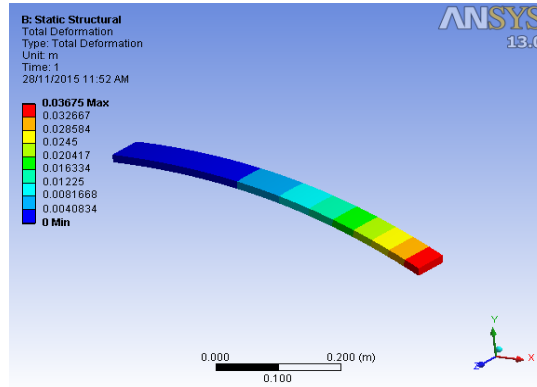 B: Static Structural
Total Deformation
Type: Total Deformation
Unit: m
Time: 1
28/11/2015 11:52 AM
ANSYS
13.0
0.03675 Max
0.032667
0.028584
0.0245
0.020417
0.016334
0.01225
0.0081668
0.0040834
0 Min
0.000
0.200 (m)
0.100
Y
X
Z